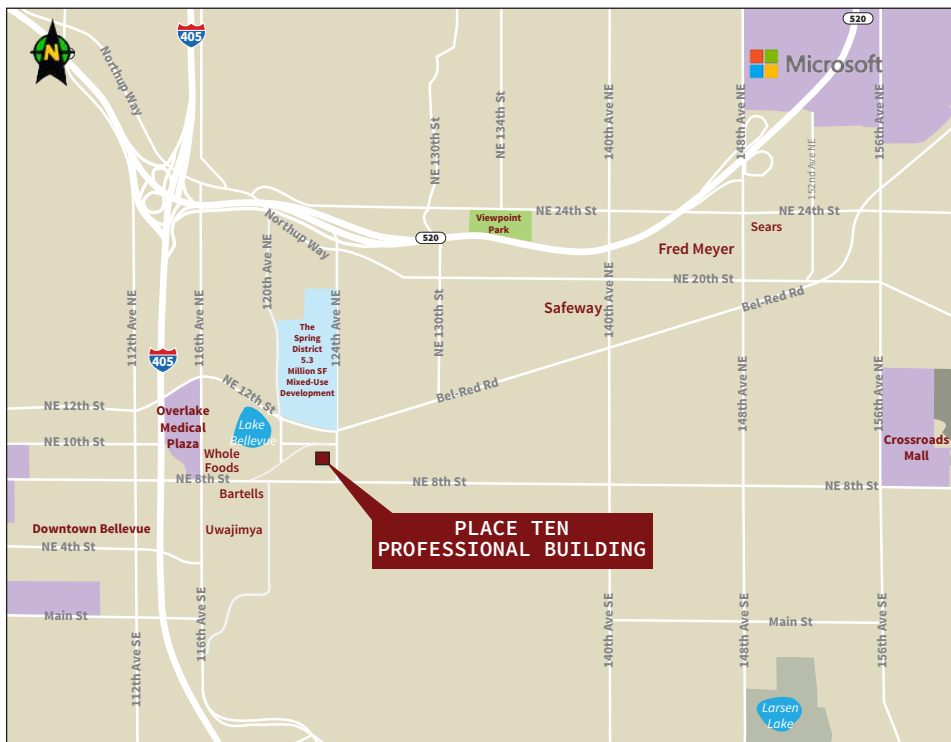 520
405
N
Northup Way
Microsoft
NE 130th St
NE 134th St
140th Ave NE
148th Ave NE
152nd Ave NE
156th Ave NE
NE 24th St
NE 24th St
Viewpoint
Park
Northup Way
520
Sears
Fred Meyer
NE 20th St
120th Ave NE
112th Ave NE
116th Ave NE
124th Ave NE
NE 130th St
140th Ave NE
Safeway
Bel-Red Rd
The
Spring
District
5.3
Million SF
Mixed-Use
Development
405
148th Ave NE
156th Ave NE
NE 12th St
Bel-Red Rd
NE 12th St
Overlake
Medical
Plaza
Lake
Bellevue
NE 10th St
Crossroads
Mall
Whole
Foods
NE 8th St
NE 8th St
NE 8th St
Bartells
Downtown Bellevue
Uwajimya
PLACE TEN
PROFESSIONAL BUILDING
NE 4th St
Main St
116th Ave SE
112th Ave SE
140th Ave SE
148th Ave SE
Main St
156th Ave SE
Larsen
Lake